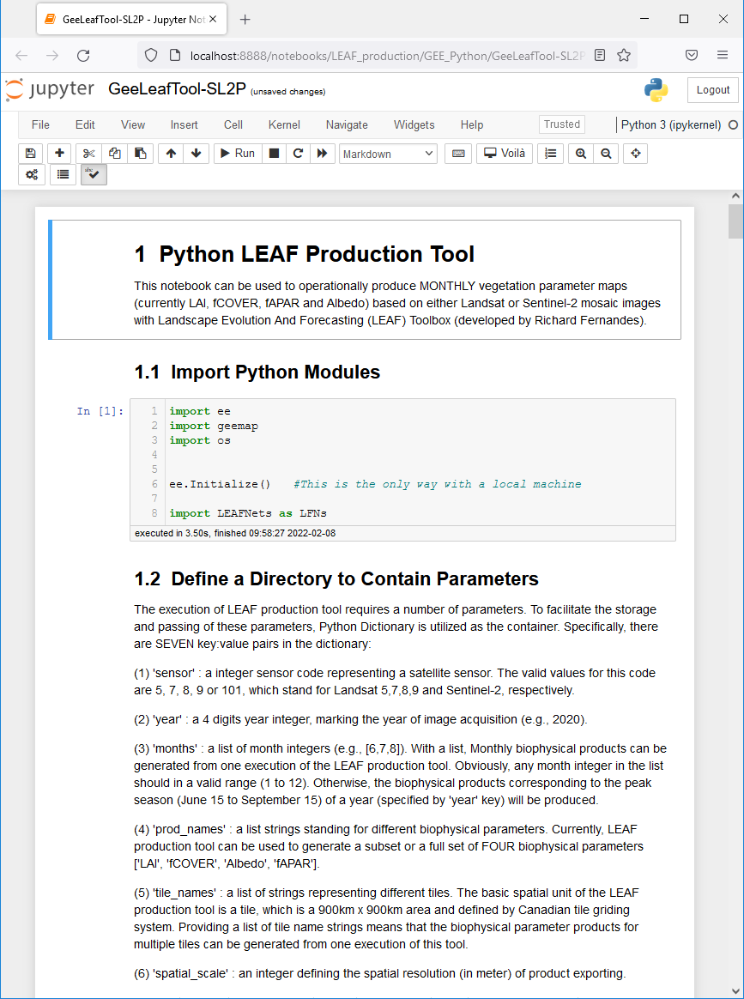 GeeLeafTool-SL2P - Jupyter Not
localhost:8888/notebooks/LEAF_production/GEE_Python/GeeLeafTool-SL2P
jupyter GeeLeafTool-SL2P (unsaved changes) Logout
File Edit View Insert Cell Kernel Navigate Widgets Help Trusted Python 3 (ipykernel)
Run Markdown Voilà
abc
1 Python LEAF Production Tool
This notebook can be used to operationally produce MONTHLY vegetation parameter maps
(currently LAI, fCOVER, fAPAR and Albedo) based on either Landsat or Sentinel-2 mosaic images
with Landscape Evolution And Forecasting (LEAF) Toolbox (developed by Richard Fernandes).
1.1 Import Python Modules
In [1]:
1 import ee
2 import geemap
3 import os
4
5
6 ee.Initialize() #This is the only way with a local machine
7
8 import LEAFNets as LFNs
executed in 3.50s, finished 09:58:27 2022-02-08
1.2 Define a Directory to Contain Parameters
The execution of LEAF production tool requires a number of parameters. To facilitate the storage
and passing of these parameters, Python Dictionary is utilized as the container. Specifically, there
are SEVEN key:value pairs in the dictionary:
(1) 'sensor' : a integer sensor code representing a satellite sensor. The valid values for this code
are 5, 7, 8, 9 or 101, which stand for Landsat 5,7,8,9 and Sentinel-2, respectively.
(2) 'year' : a 4 digits year integer, marking the year of image acquisition (e.g., 2020).
(3) 'months' : a list of month integers (e.g., [6,7,8]). With a list, Monthly biophysical products can be
generated from one execution of the LEAF production tool. Obviously, any month integer in the list
should in a valid range (1 to 12). Otherwise, the biophysical products corresponding to the peak
season (June 15 to September 15) of a year (specified by 'year' key) will be produced.
(4) 'prod_names' : a list strings standing for different biophysical parameters. Currently, LEAF
production tool can be used to generate a subset or a full set of FOUR biophysical parameters
['LAI', 'fCOVER', 'Albedo', 'fAPAR'].
(5) 'tile_names' : a list of strings representing different tiles. The basic spatial unit of the LEAF
production tool is a tile, which is a 900km x 900km area and defined by Canadian tile griding
system. Providing a list of tile name strings means that the biophysical parameter products for
multiple tiles can be generated from one execution of this tool.
(6) 'spatial_scale' : an integer defining the spatial resolution (in meter) of product exporting.